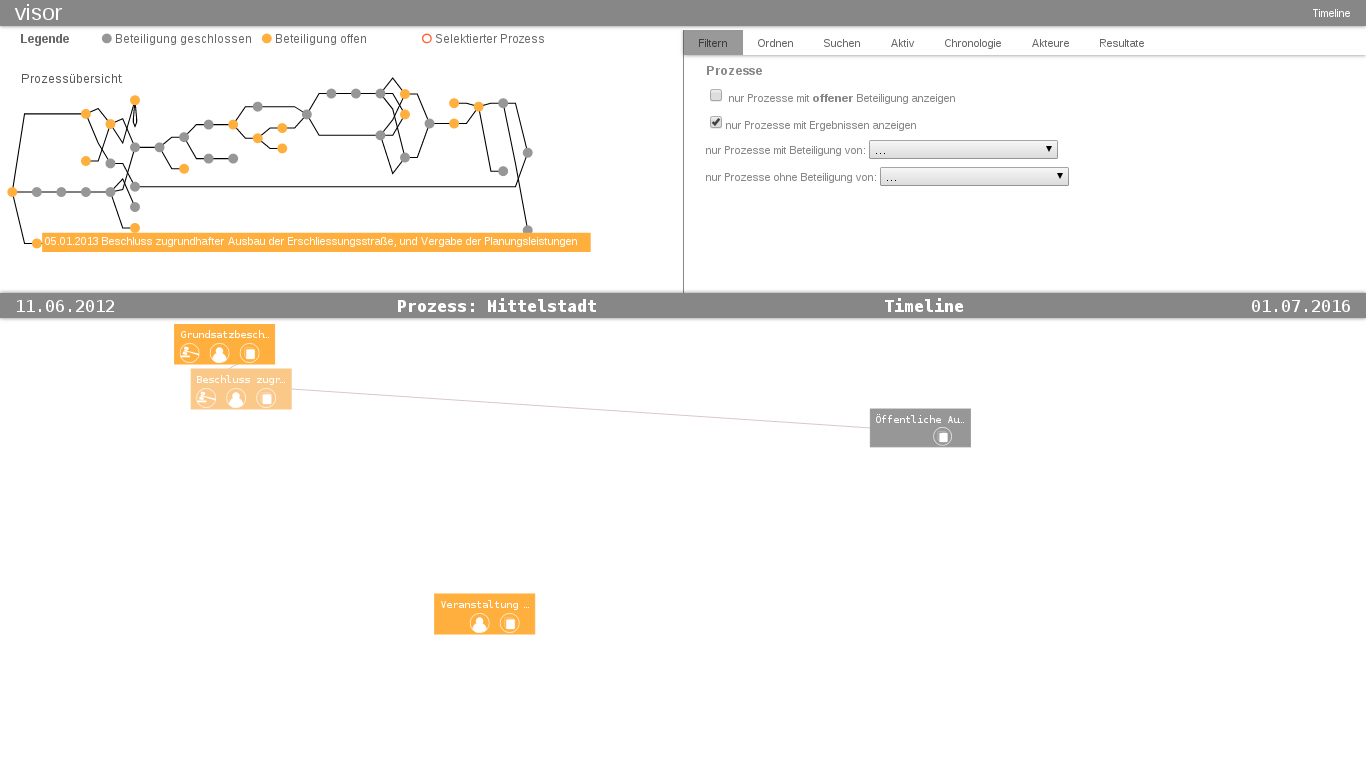 visor
Timeline
Legende
Beteiligung geschlossen
Beteiligung offen
Selektierter Prozess
Prozessübersicht
05.01.2013 Beschluss zugrundhafter Ausbau der Erschliessungsstraße, und Vergabe der Planungsleistungen
Filtern
Ordnen
Suchen
Aktiv
Chronologie
Akteure
Resultate
Prozesse
nur Prozesse mit offener Beteiligung anzeigen
nur Prozesse mit Ergebnissen anzeigen
nur Prozesse mit Beteiligung von: ...
nur Prozesse ohne Beteiligung von: ...
11.06.2012
Prozess: Mittelstadt
Timeline
01.07.2016
Grundsatzbesch…
Beschluss zugr…
Öffentliche Au…
Veranstaltung …